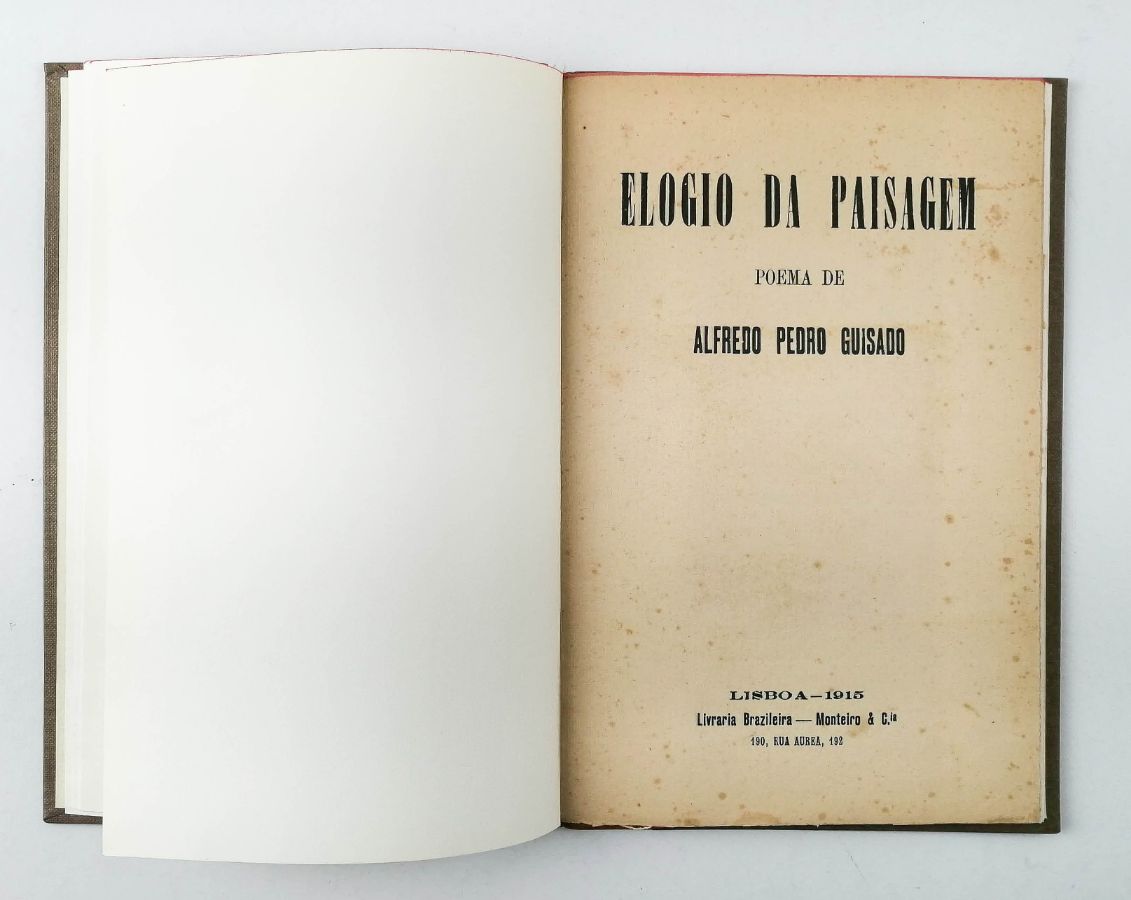 ELOGIO DA PAISAGEM
POEMA DE
ALFREDO PEDRO GUISADO
LISBOA—1915
Livraria Brazileira — Monteiro & C.ia
190, RUA AUREA, 192